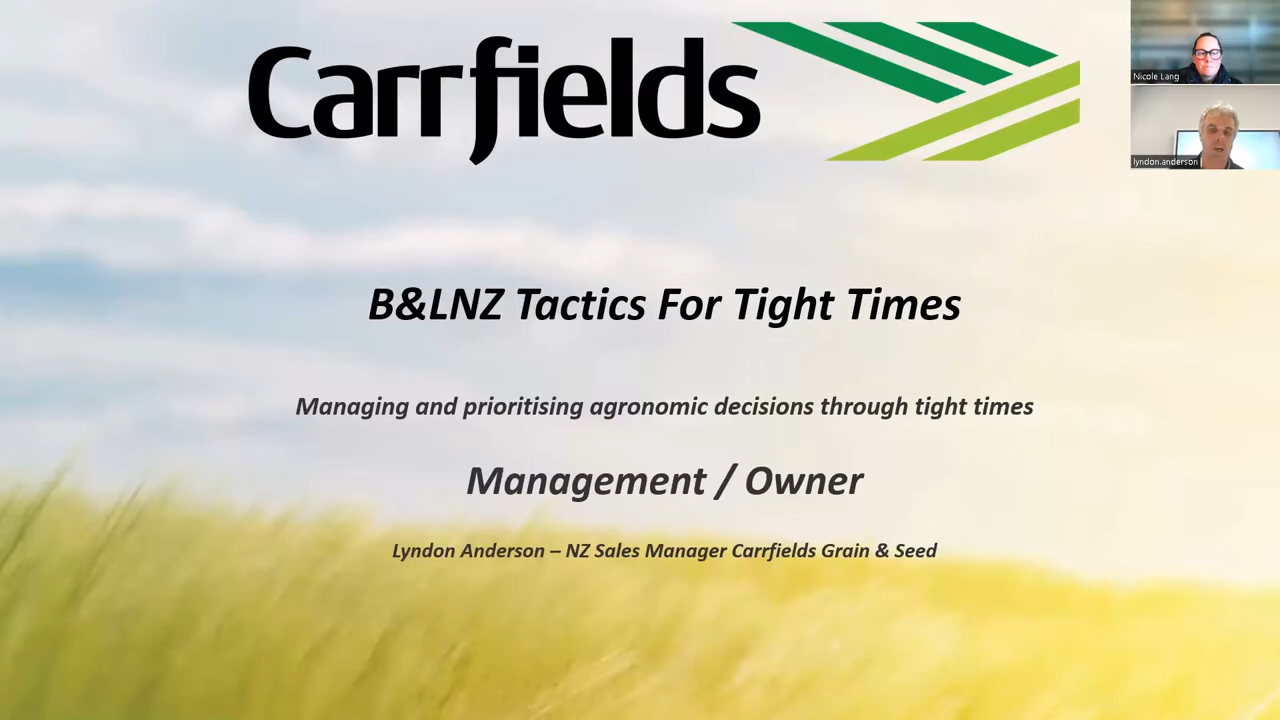 Carrfields
Nicole Lang
lyndon.anderson
B&LNZ Tactics For Tight Times
Managing and prioritising agronomic decisions through tight times
Management / Owner
Lyndon Anderson – NZ Sales Manager Carrfields Grain & Seed